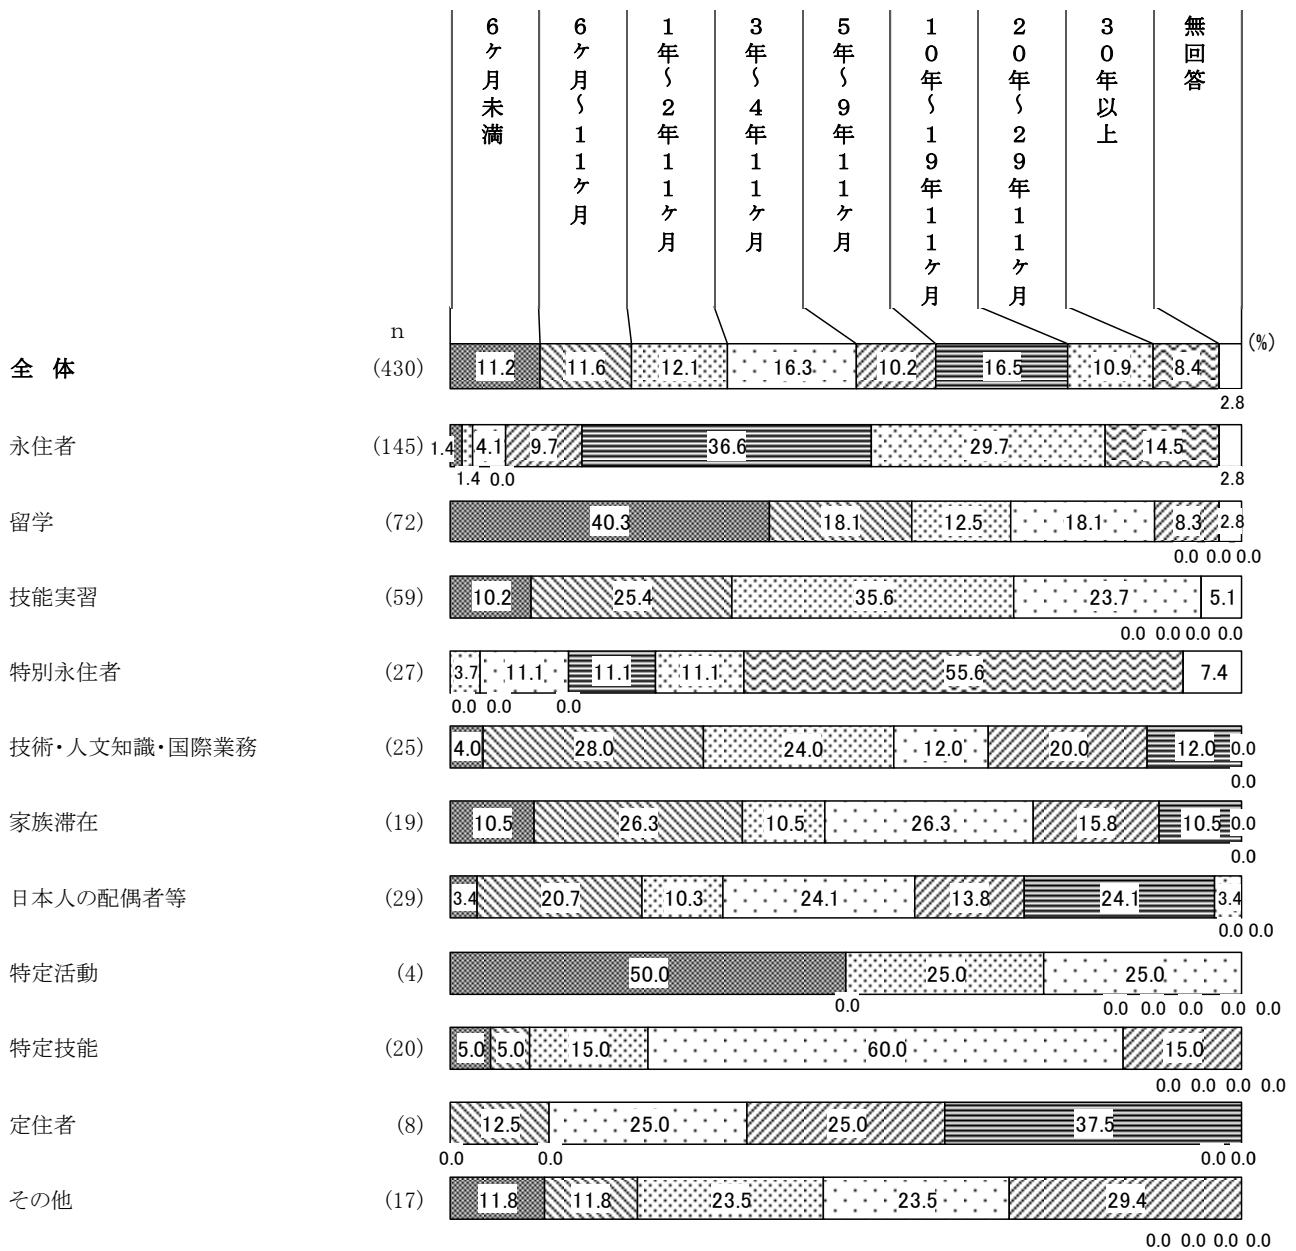 6ヶ月未満
6ヶ月～11ヶ月
1年～2年11ヶ月
3年～4年11ヶ月
5年～9年11ヶ月
10年～19年11ヶ月
20年～29年11ヶ月
30年以上
無回答
n
(%)
全 体 (430) 11.2 11.6 12.1 16.3 10.2 16.5 10.9 8.4
2.8
永住者 (145) 1.4 4.1 9.7 36.6 29.7 14.5
1.4 0.0 2.8
留学 (72) 40.3 18.1 12.5 18.1 8.3 2.8
0.0 0.0 0.0
技能実習 (59) 10.2 25.4 35.6 23.7 5.1
0.0 0.0 0.0 0.0
特別永住者 (27) 3.7 11.1 11.1 11.1 55.6 7.4
0.0 0.0 0.0
技術・人文知識・国際業務 (25) 4.0 28.0 24.0 12.0 20.0 12.0 0.0
0.0
家族滞在 (19) 10.5 26.3 10.5 26.3 15.8 10.5 0.0
0.0
日本人の配偶者等 (29) 3.4 20.7 10.3 24.1 13.8 24.1 3.4
0.0 0.0
特定活動 (4) 50.0 25.0 25.0
0.0 0.0 0.0 0.0 0.0 0.0
特定技能 (20) 5.0 5.0 15.0 60.0 15.0
0.0 0.0 0.0 0.0
定住者 (8) 12.5 25.0 25.0 37.5
0.0 0.0 0.0 0.0
その他 (17) 11.8 11.8 23.5 23.5 29.4
0.0 0.0 0.0 0.0